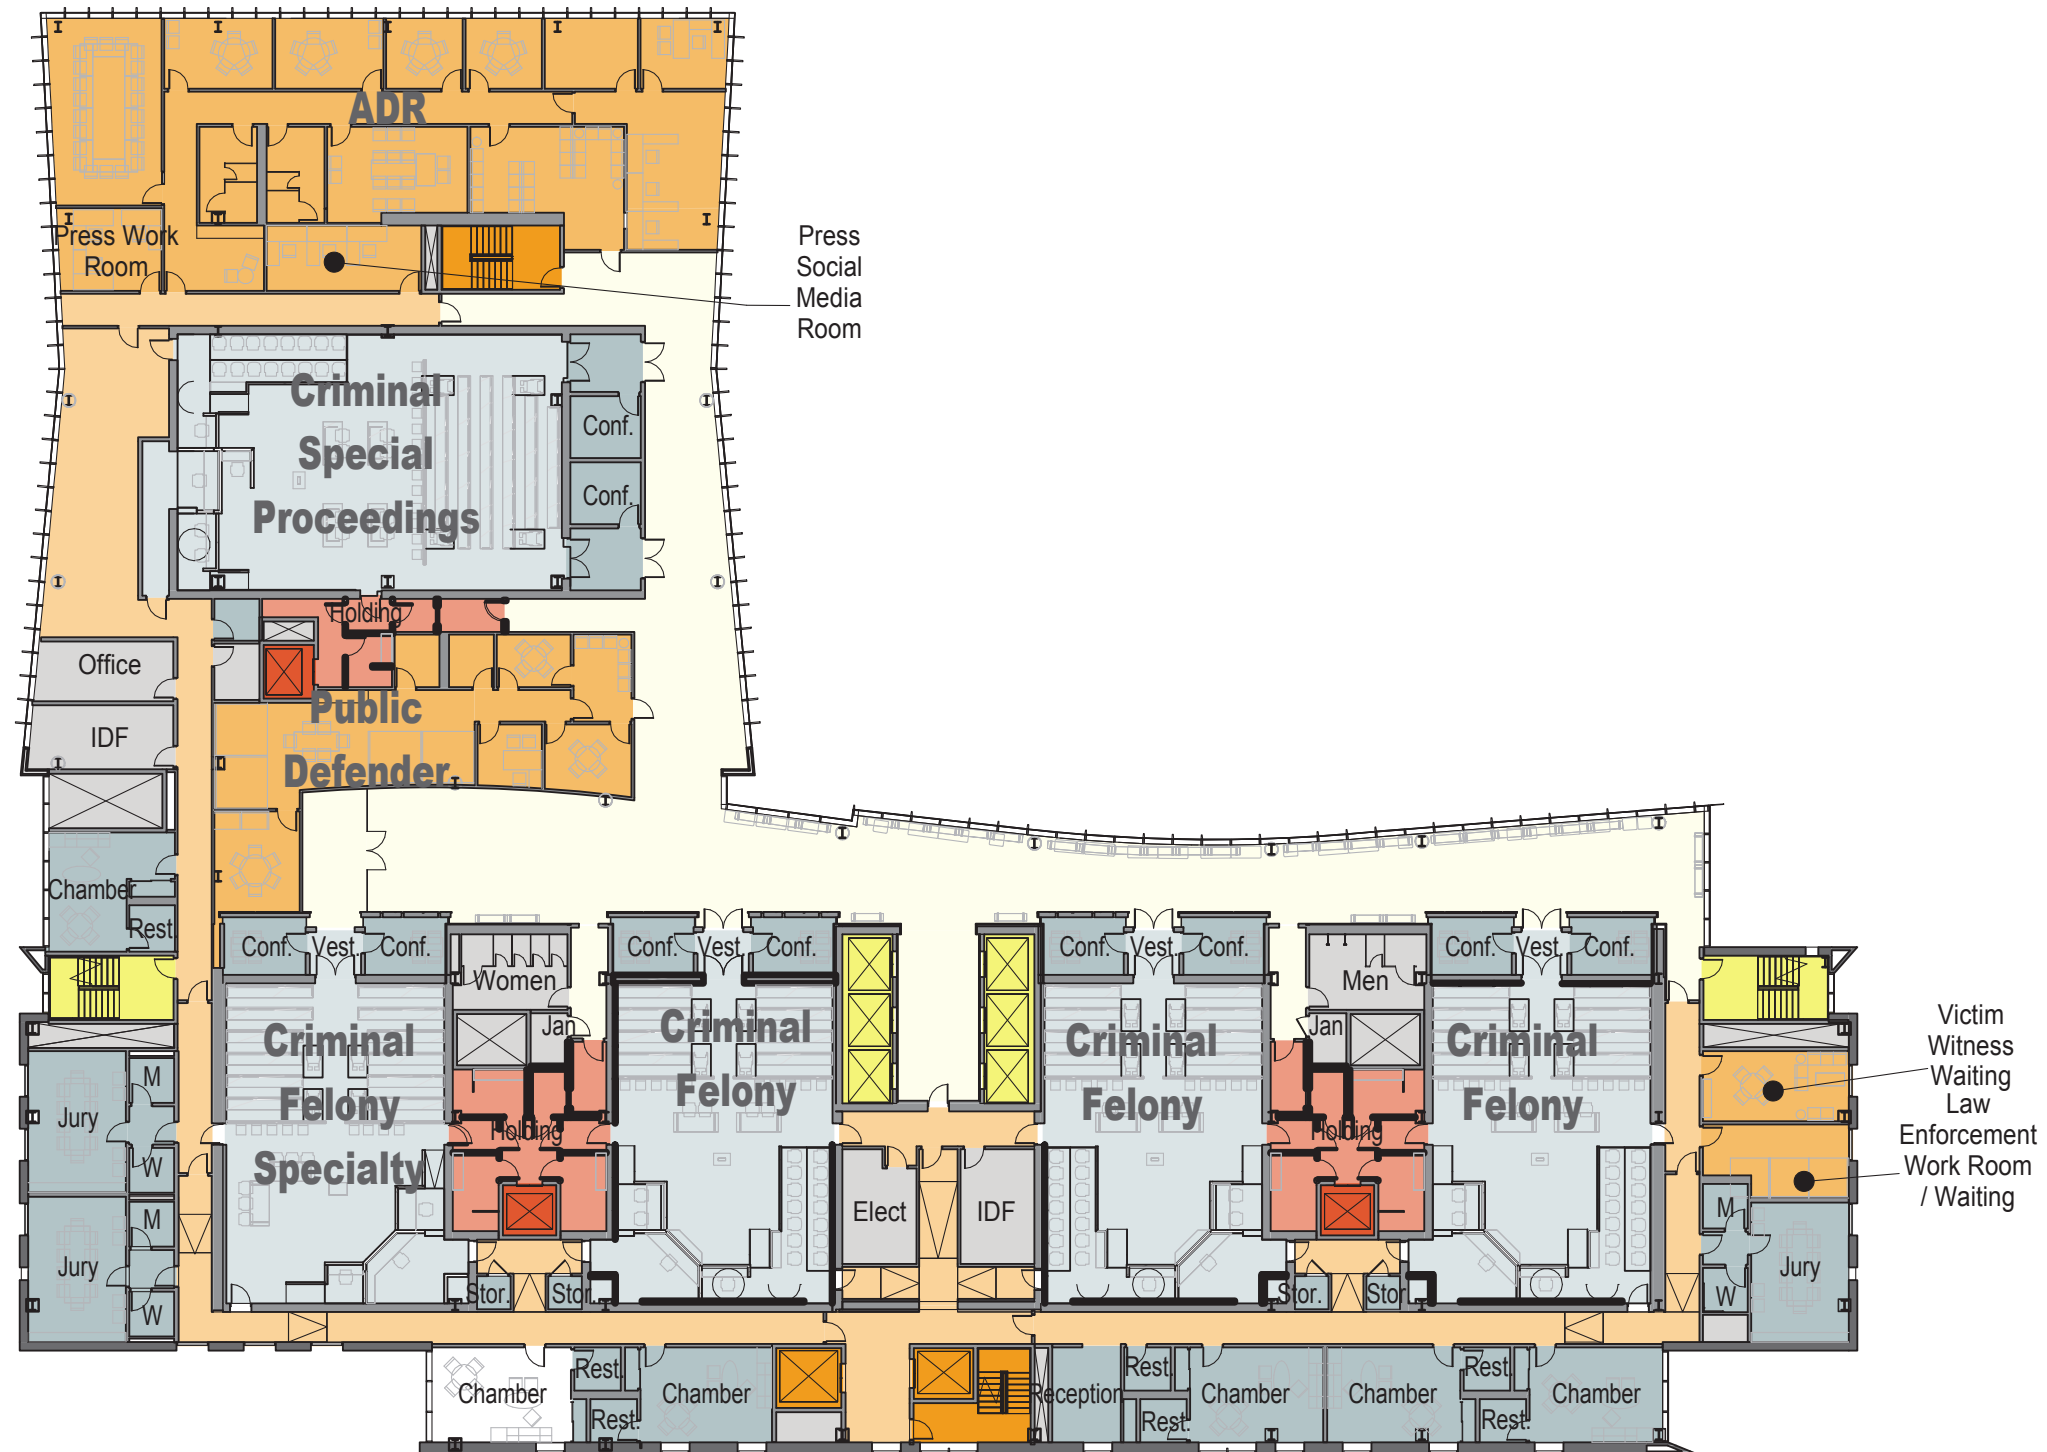 ADR
Press Work
Room
Press
Social
Media
Room
Criminal
Special
Proceedings
Conf.
Conf.
Holding
Office
IDF
Public
Defender
Chamber
Rest.
Conf.
Vest.
Conf.
Women
Jan
Conf.
Vest.
Conf.
Conf.
Vest.
Conf.
Men
Jan
Conf.
Vest.
Conf.
Criminal
Felony
Specialty
Criminal
Felony
Criminal
Felony
Criminal
Felony
Holding
Holding
Victim
Witness
Waiting
Law
Enforcement
Work Room
/ Waiting
Jury
M
W
Jury
M
W
Elect
IDF
M
W
Jury
Stor.
Stor.
Stor.
Stor.
Chamber
Rest.
Rest.
Chamber
Reception
Rest.
Rest.
Chamber
Chamber
Rest.
Rest.
Chamber